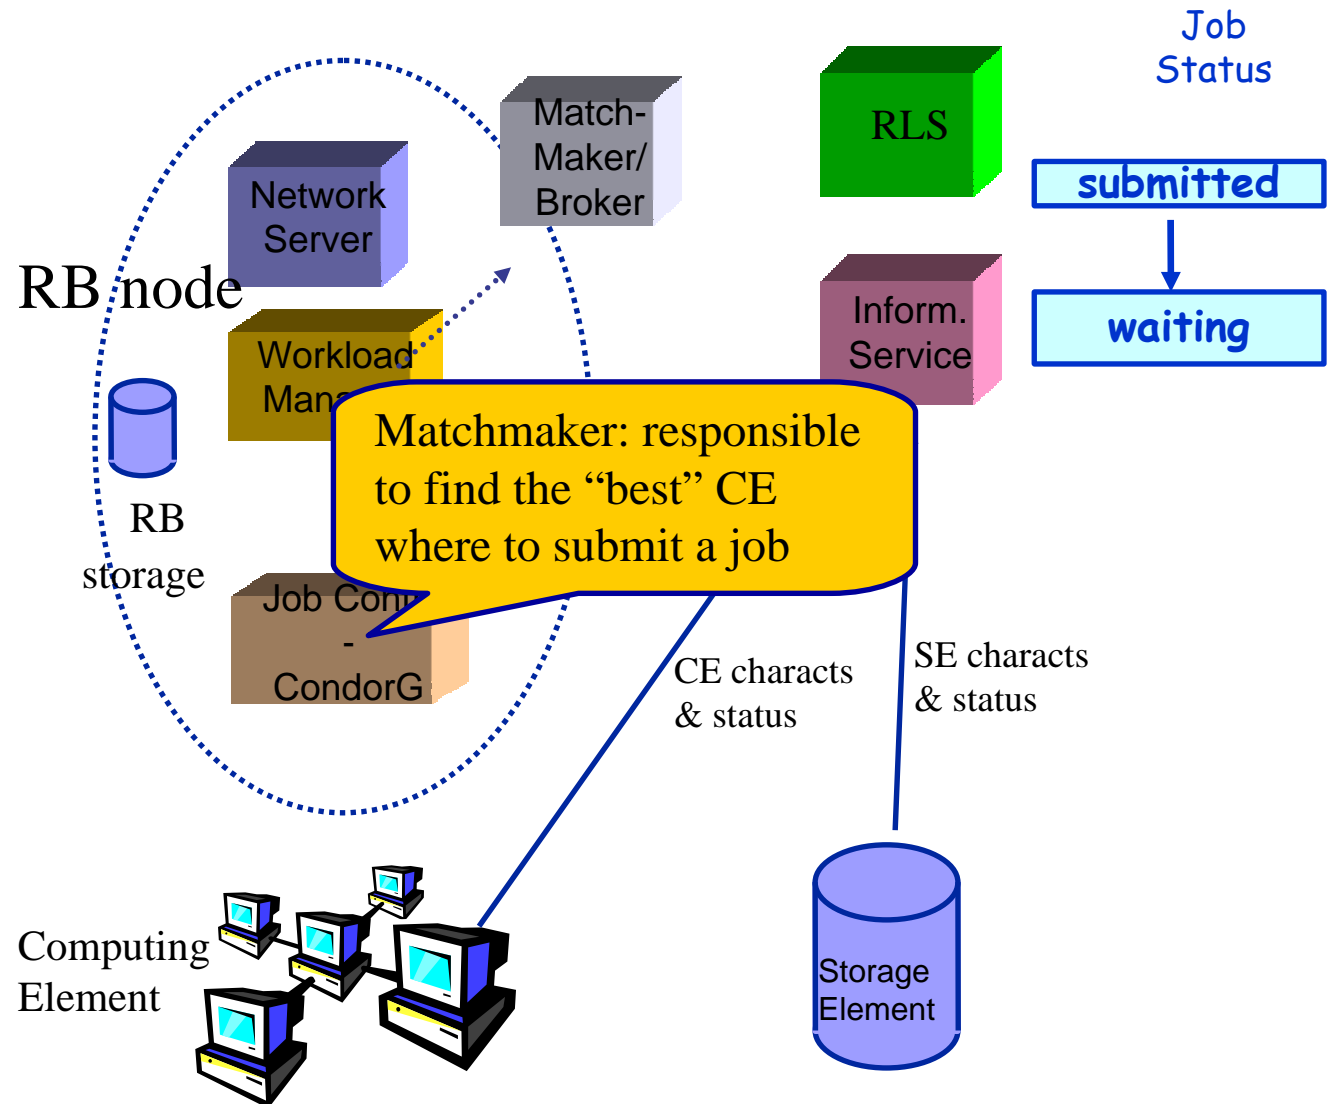 Job
Status
Match-
Maker/
Broker
RLS
Network
Server
submitted
RB node
Inform.
Service
waiting
Workload
Matchmaker: responsible
to find the “best” CE
where to submit a job
RB
storage
Job Cont
-
CondorG
CE characts
& status
SE characts
& status
Computing
Element
Storage
Element